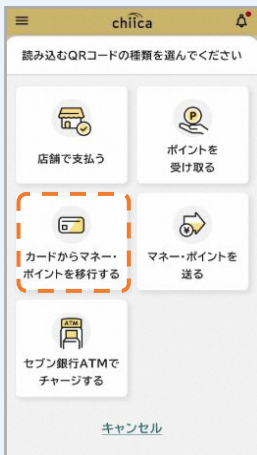 chiica
読み込むQRコードの種類を選んでください
店舗で支払う
P
ポイントを
受け取る
カードからマネー・
ポイントを移行する
¥
マネー・ポイントを
送る
ATM
セブン銀行ATMで
チャージする
キャンセル